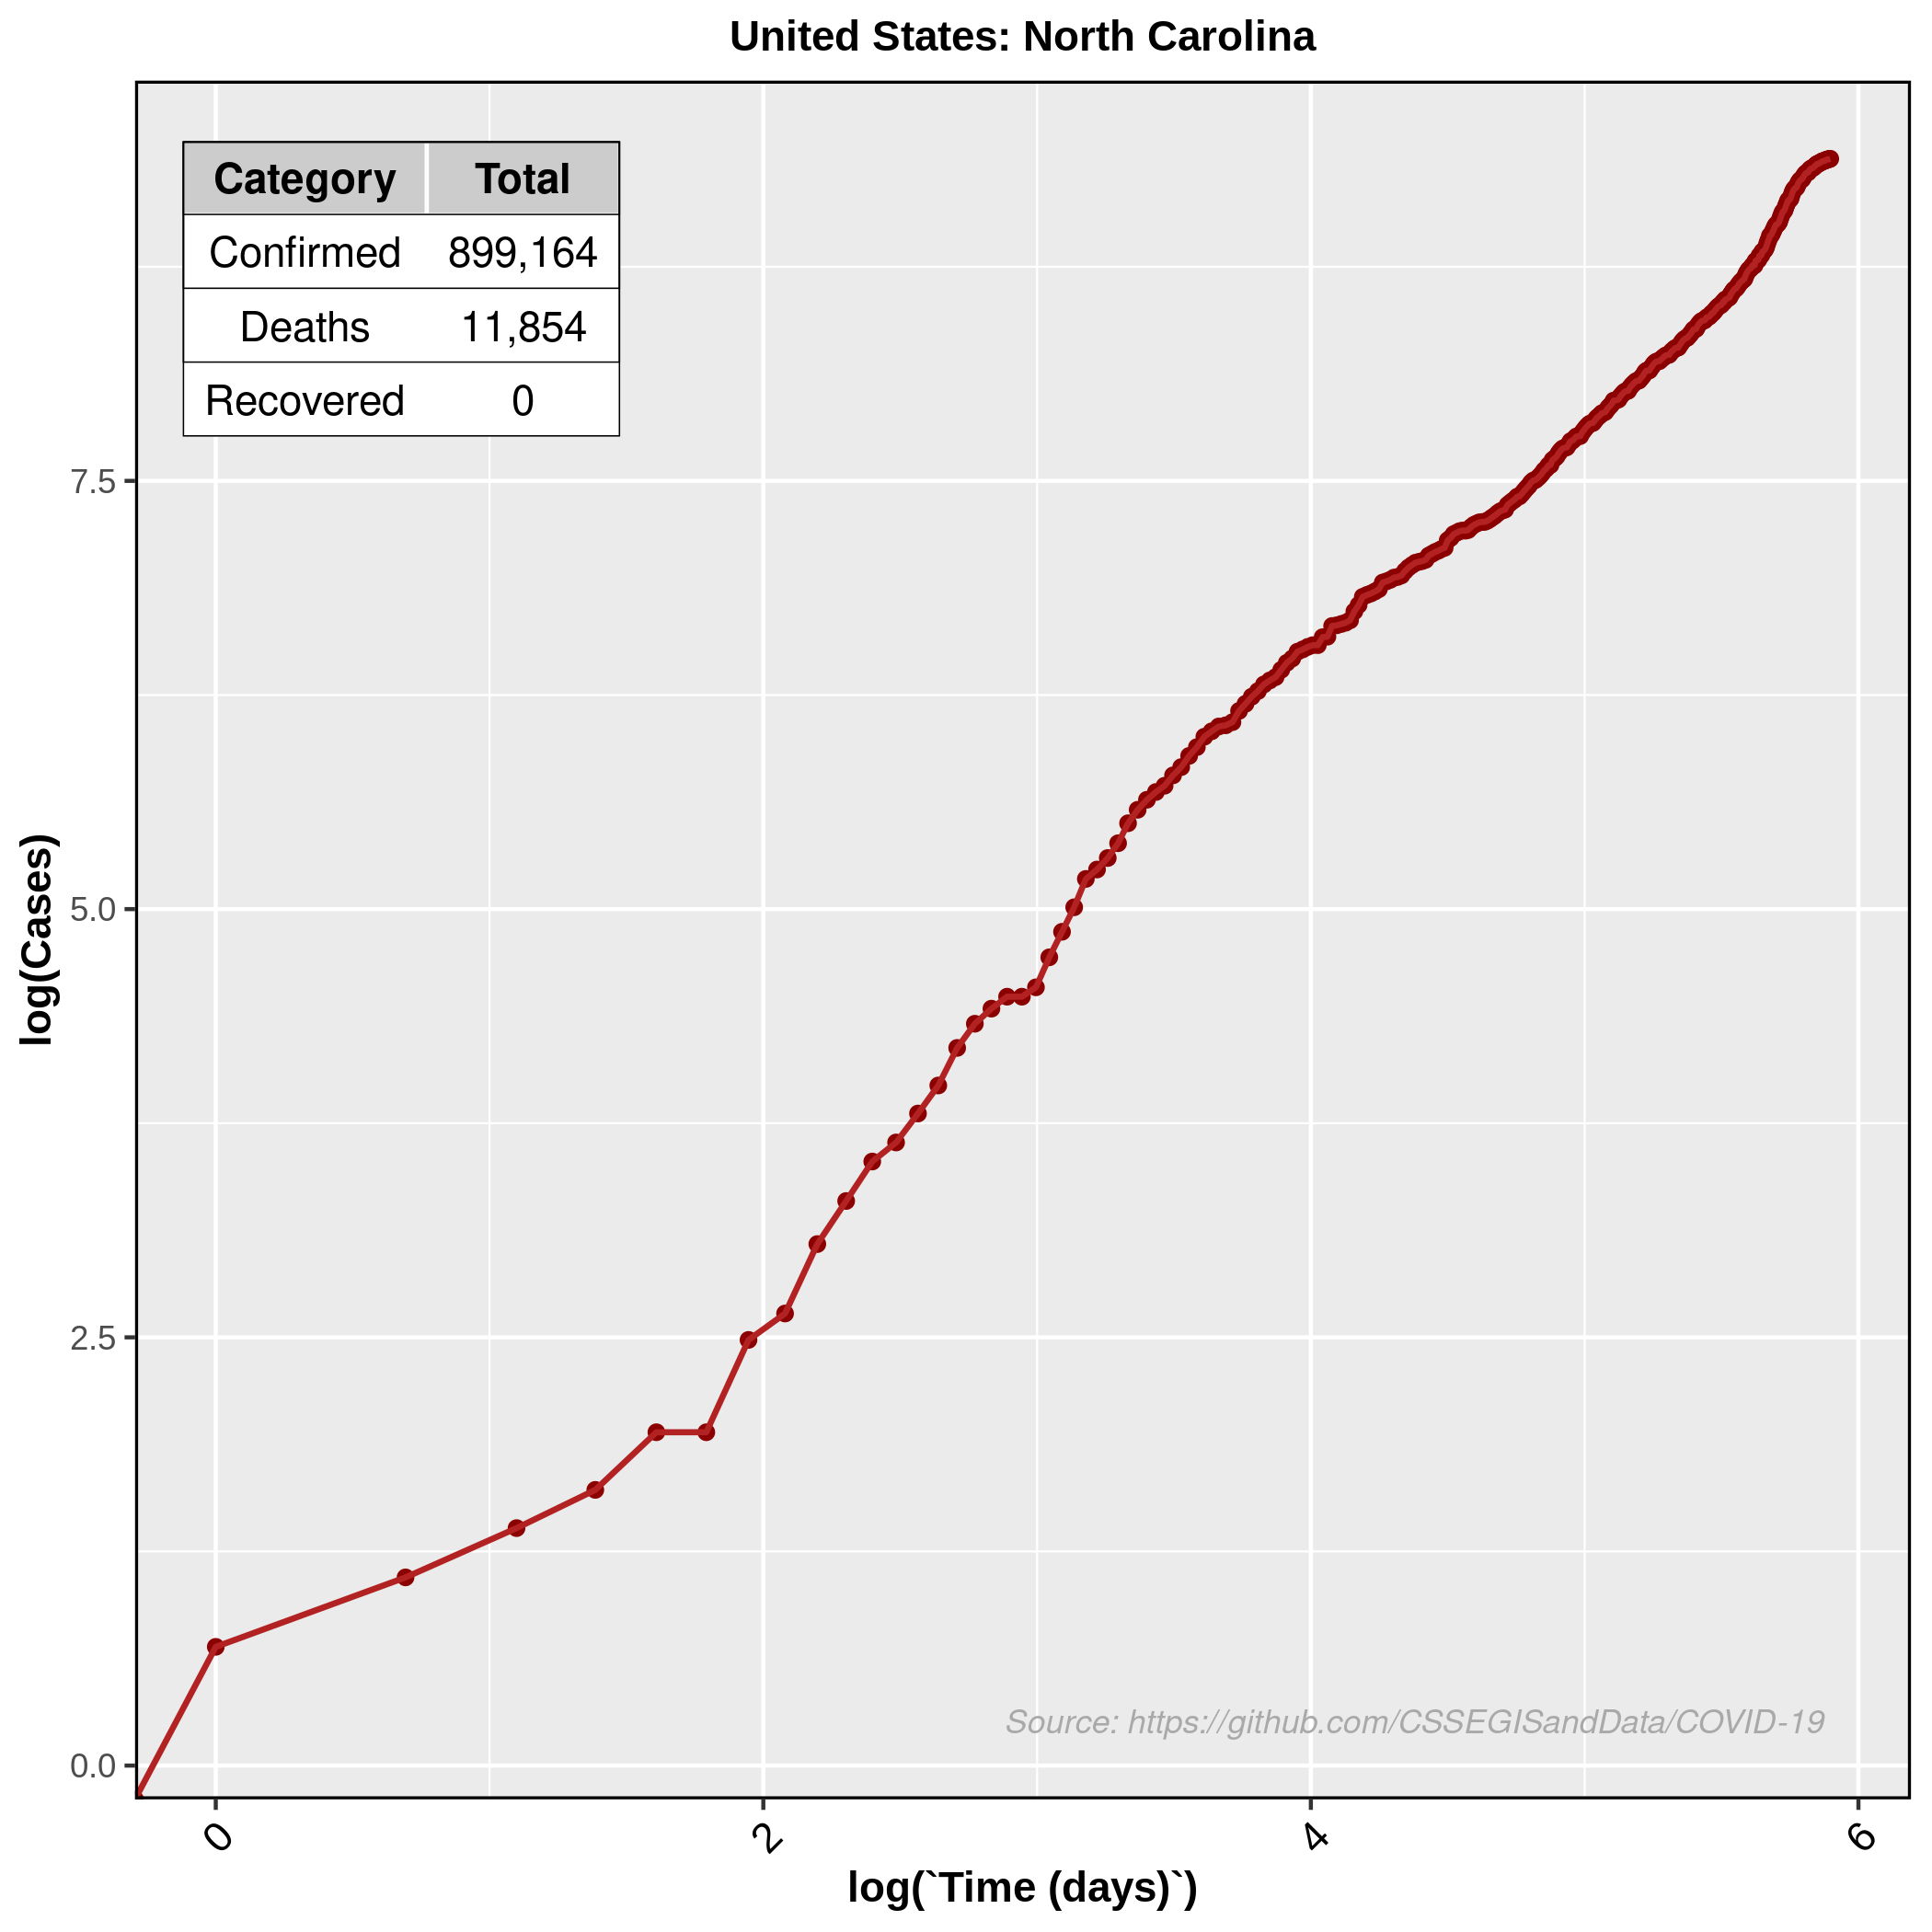 United States: North Carolina
Category Total
Confirmed 899,164
Deaths 11,854
Recovered 0
7.5
5.0
2.5
0.0
log(Cases)
Source: https://github.com/CSSEGISandData/COVID-19
0 2 4 6
log(`Time (days)`)